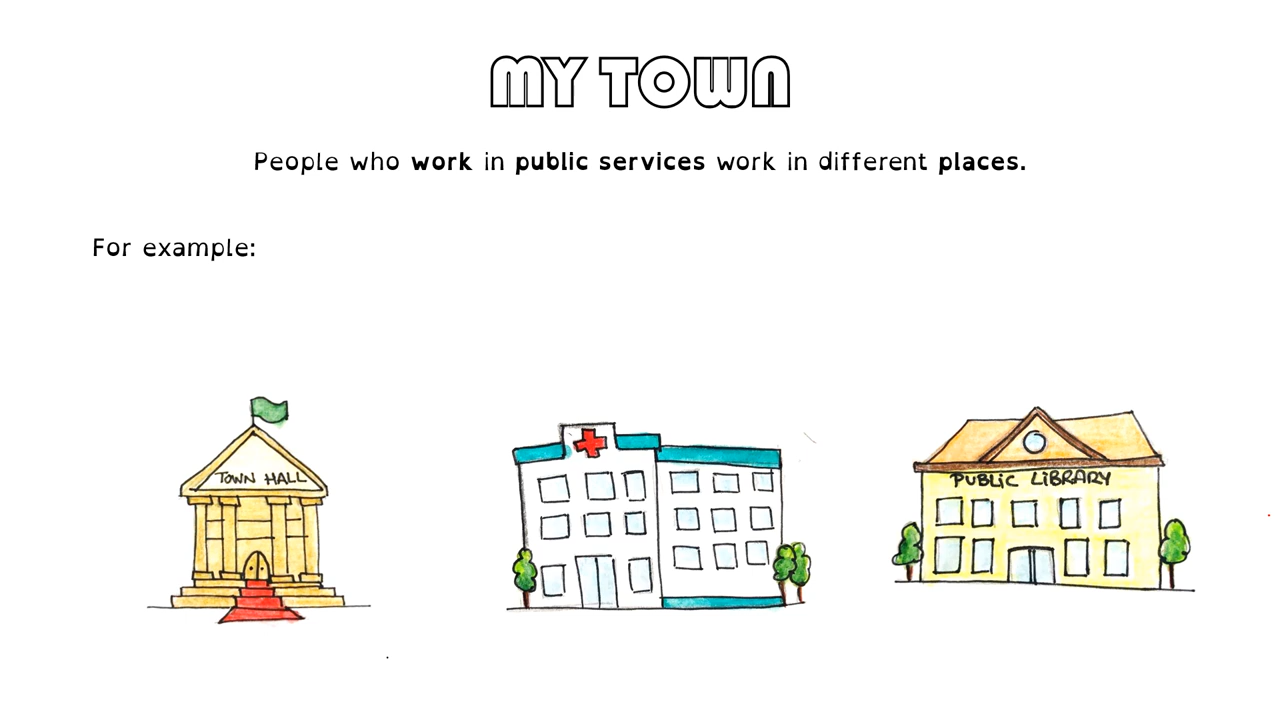 MY TOWN
People who work in public services work in different places.
For example:
TOWN HALL
PUBLIC LIBRARY